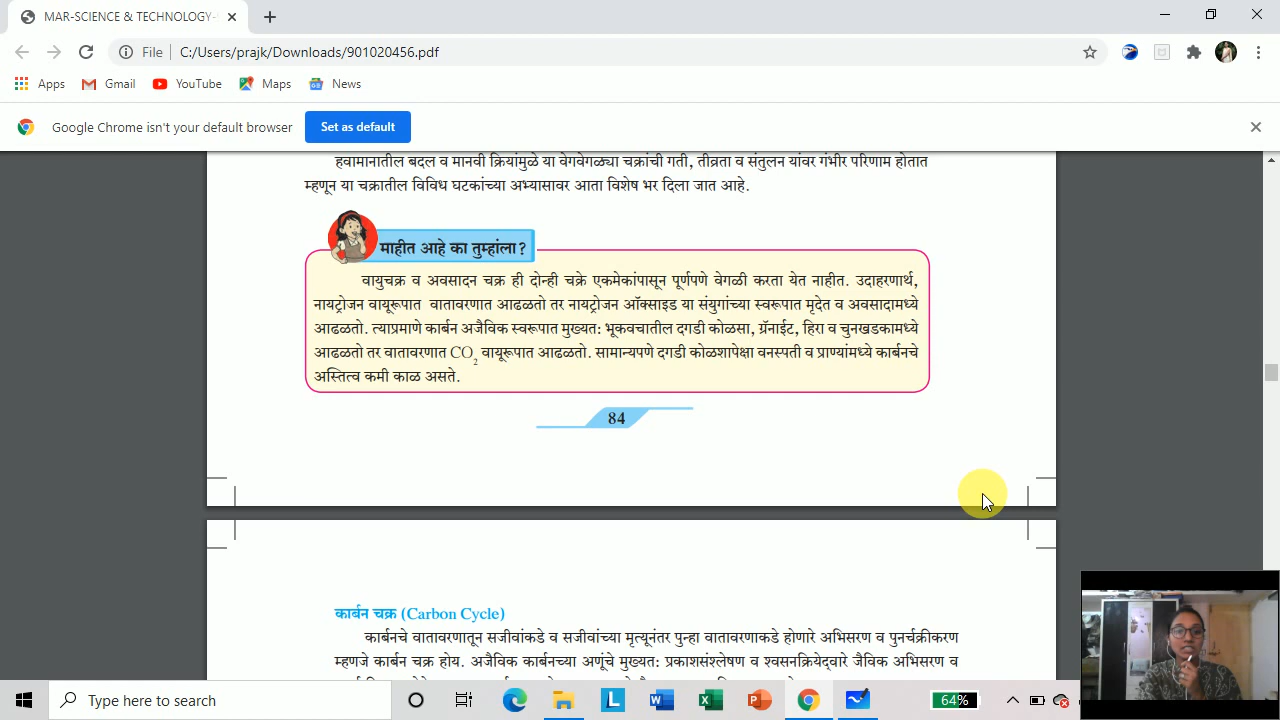 MAR-SCIENCE & TECHNOLOGY-
File C:/Users/prajk/Downloads/901020456.pdf
Apps Gmail YouTube Maps News
Google Chrome isn't your default browser Set as default
हवामानातील बदल व मानवी क्रियांमुळे या वेगवेगळ्या चक्रांची गती, तीव्रता व संतुलन यांवर गंभीर परिणाम होतात
म्हणून या चक्रातील विविध घटकांच्या अभ्यासावर आता विशेष भर दिला जात आहे.
माहीत आहे का तुम्हांला?
वायुचक्र व अवसादन चक्र ही दोन्ही चक्रे एकमेकांपासून पूर्णपणे वेगळी करता येत नाहीत. उदाहरणार्थ,
नायट्रोजन वायूरूपात वातावरणात आढळतो तर नायट्रोजन ऑक्साइड या संयुगांच्या स्वरूपात मृदेत व अवसादामध्ये
आढळतो. त्याप्रमाणे कार्बन अजैविक स्वरूपात मुख्यत: भूकवचातील दगडी कोळसा, ग्रॅनाईट, हिरा व चुनखडकामध्ये
आढळतो तर वातावरणात CO₂ वायूरूपात आढळतो. सामान्यपणे दगडी कोळशापेक्षा वनस्पती व प्राण्यांमध्ये कार्बनचे
अस्तित्व कमी काळ असते.
84
कार्बन चक्र (Carbon Cycle)
कार्बनचे वातावरणातून सजीवांकडे व सजीवांच्या मृत्यूनंतर पुन्हा वातावरणाकडे होणारे अभिसरण व पुनर्चक्रीकरण
म्हणजे कार्बन चक्र होय. अजैविक कार्बनच्या अणूंचे मुख्यत: प्रकाशसंश्लेषण व श्वसनक्रियेद्वारे जैविक अभिसरण व
Type here to search
64%